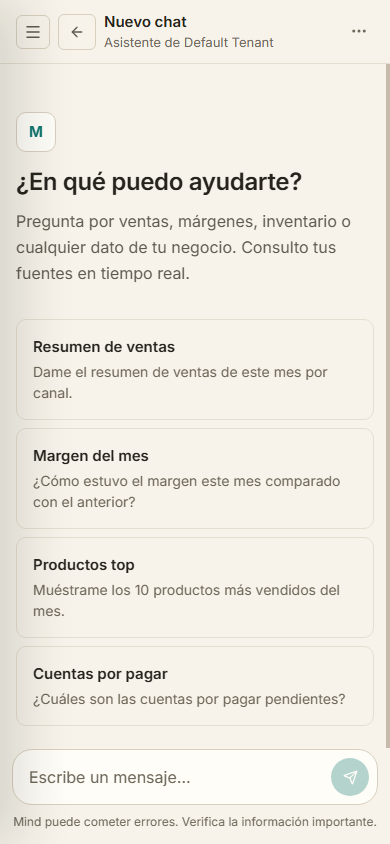 Nuevo chat
Asistente de Default Tenant
M
¿En qué puedo ayudarte?
Pregunta por ventas, márgenes, inventario o
cualquier dato de tu negocio. Consulto tus
fuentes en tiempo real.
Resumen de ventas
Dame el resumen de ventas de este mes por
canal.
Margen del mes
¿Cómo estuvo el margen este mes comparado
con el anterior?
Productos top
Muéstrame los 10 productos más vendidos del
mes.
Cuentas por pagar
¿Cuáles son las cuentas por pagar pendientes?
Escribe un mensaje...
Mind puede cometer errores. Verifica la información importante.